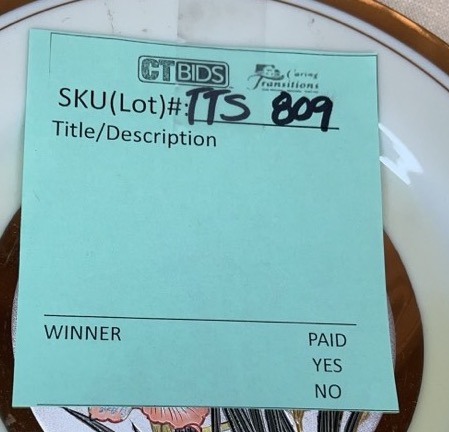 CTBIDS Caring Transitions
SKU(Lot)#: TTS 809
Title/Description
WINNER PAID
YES
NO